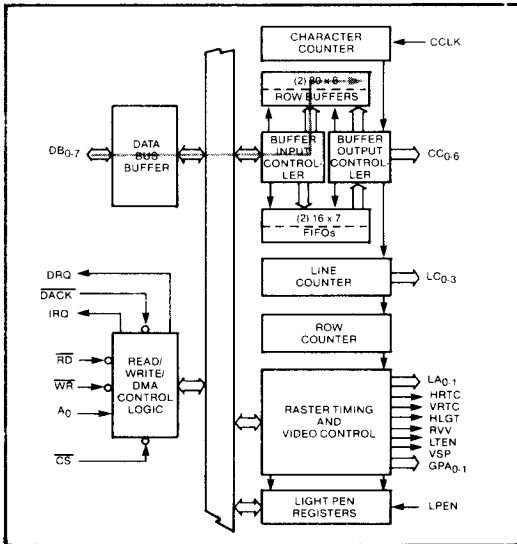 CHARACTER
COUNTER
CCLK
(2) 80 x 8
ROW BUFFERS
DB0-7
DATA
BUS
BUFFER
BUFFER
INPUT
CONTROL-
LER
BUFFER
OUTPUT
CONTROL-
LER
CC0-6
(2) 16 x 7
FIFOs
DRQ
DACK
IRQ
RD
WR
A0
CS
READ/
WRITE/
DMA
CONTROL
LOGIC
LINE
COUNTER
LC0-3
ROW
COUNTER
RASTER TIMING
AND
VIDEO CONTROL
LA0-1
HRTC
VRTC
HLGT
RVV
LTEN
VSP
GPA0-1
LIGHT PEN
REGISTERS
LPEN